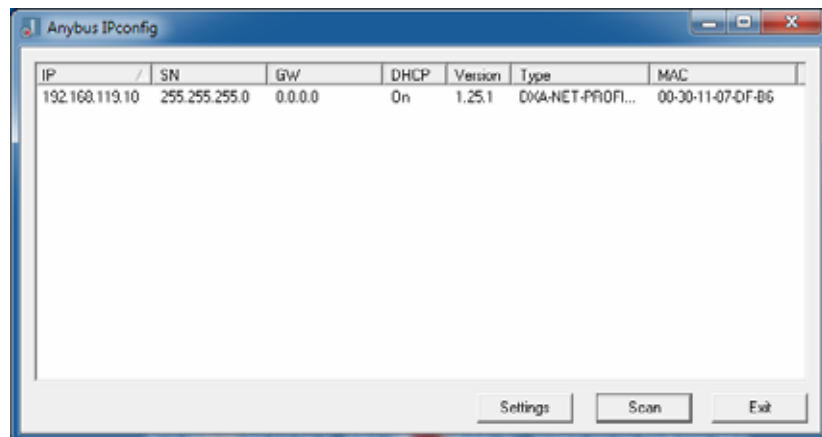 Anybus IPconfig
IP / SN GW DHCP Version Type MAC
192.168.119.10 255.255.255.0 0.0.0.0 On 1.25.1 DXA-NET-PROFI... 00-30-11-07-DF-B6
Settings Scan Exit